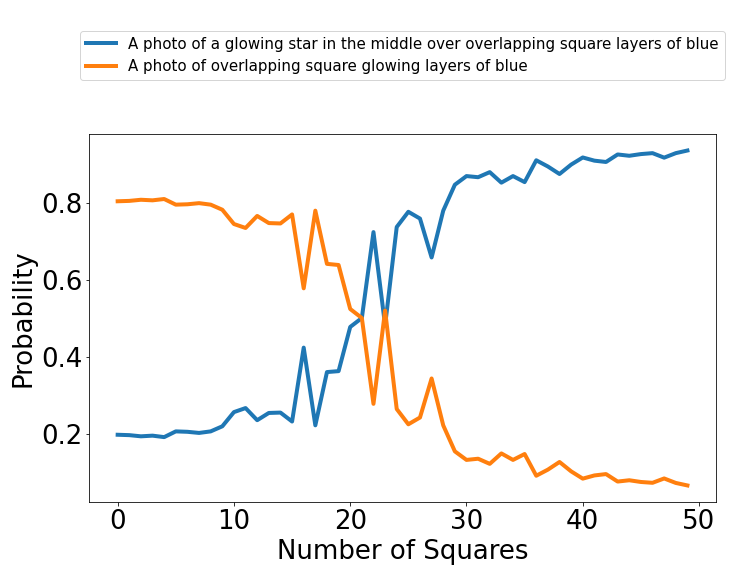 A photo of a glowing star in the middle over overlapping square layers of blue
A photo of overlapping square glowing layers of blue
0.8
0.6
0.4
0.2
Probability
0 10 20 30 40 50
Number of Squares